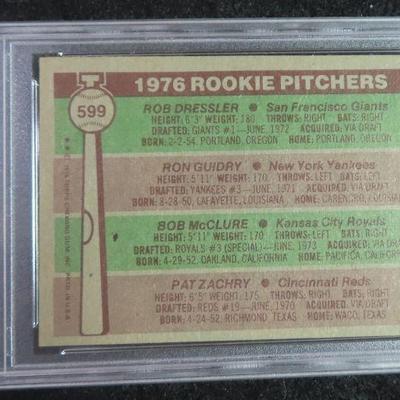 1976 ROOKIE PITCHERS
599
ROB DRESSLER • San Francisco Giants
HEIGHT: 6'3" WEIGHT: 180 THROWS: RIGHT BATS: RIGHT
DRAFTED: GIANTS #1—JUNE, 1972 ACQUIRED: VIA DRAFT
BORN: 2-2-54, PORTLAND, OREGON HOME: PORTLAND, OREGON
RON GUIDRY • New York Yankees
HEIGHT: 5'11" WEIGHT: 170 THROWS: LEFT BATS: LEFT
DRAFTED: YANKEES #3—JUNE, 1971 ACQUIRED: VIA DRAFT
BORN: 8-28-50, LAFAYETTE, LOUISIANA HOME: CARENCRO, LOUISIANA
BOB McCLURE • Kansas City Royals
HEIGHT: 5'11" WEIGHT: 170 THROWS: LEFT BATS:
DRAFTED: ROYALS #3 (SPECIAL)—JUNE, 1973 ACQUIRED: VIA DRAFT
BORN: 4-29-52, OAKLAND, CALIFORNIA HOME: PACIFICA, CALIFORNIA
PAT ZACHRY • Cincinnati Reds
HEIGHT: 6'5" WEIGHT: 175 THROWS: RIGHT BATS: RIGHT
DRAFTED: REDS #19—JUNE, 1970 ACQUIRED: VIA DRAFT
BORN: 4-24-52, RICHMOND, TEXAS HOME: WACO, TEXAS